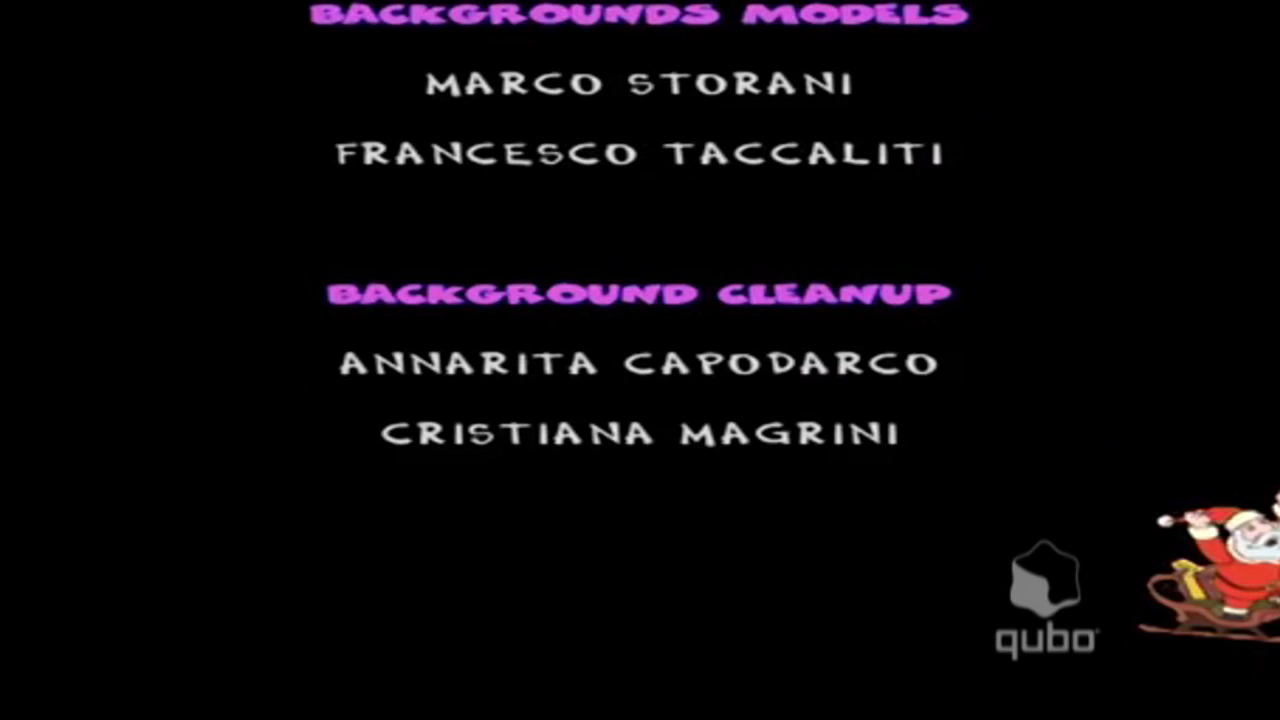 BACKGROUNDS MODELS
MARCO STORANI
FRANCESCO TACCALITI
BACKGROUND CLEANUP
ANNARITA CAPODARCO
CRISTIANA MAGRINI
qubo